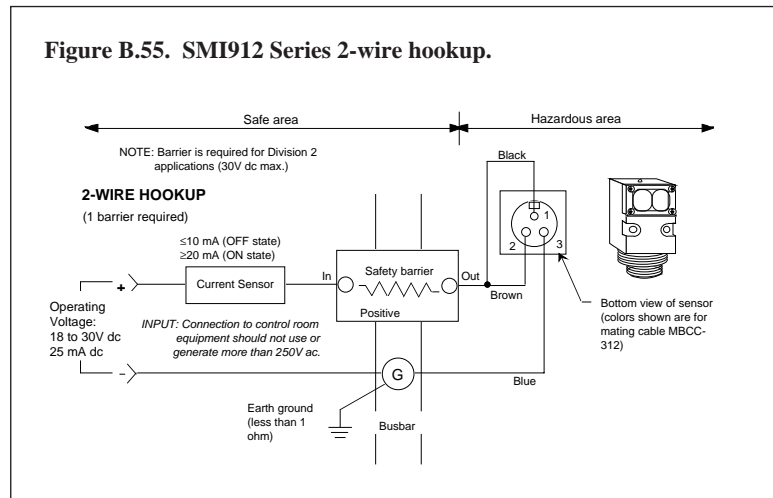 Figure B.55. SMI912 Series 2-wire hookup.
Safe area
Hazardous area
NOTE: Barrier is required for Division 2
applications (30V dc max.)
Black
2-WIRE HOOKUP
(1 barrier required)
1
2
3
≤10 mA (OFF state)
≥20 mA (ON state)
+
Current Sensor
In
Safety barrier
Out
Brown
Positive
Operating
Voltage:
18 to 30V dc
25 mA dc
INPUT: Connection to control room
equipment should not use or
generate more than 250V ac.
Bottom view of sensor
(colors shown are for
mating cable MBCC-
312)
–
G
Blue
Earth ground
(less than 1
ohm)
Busbar